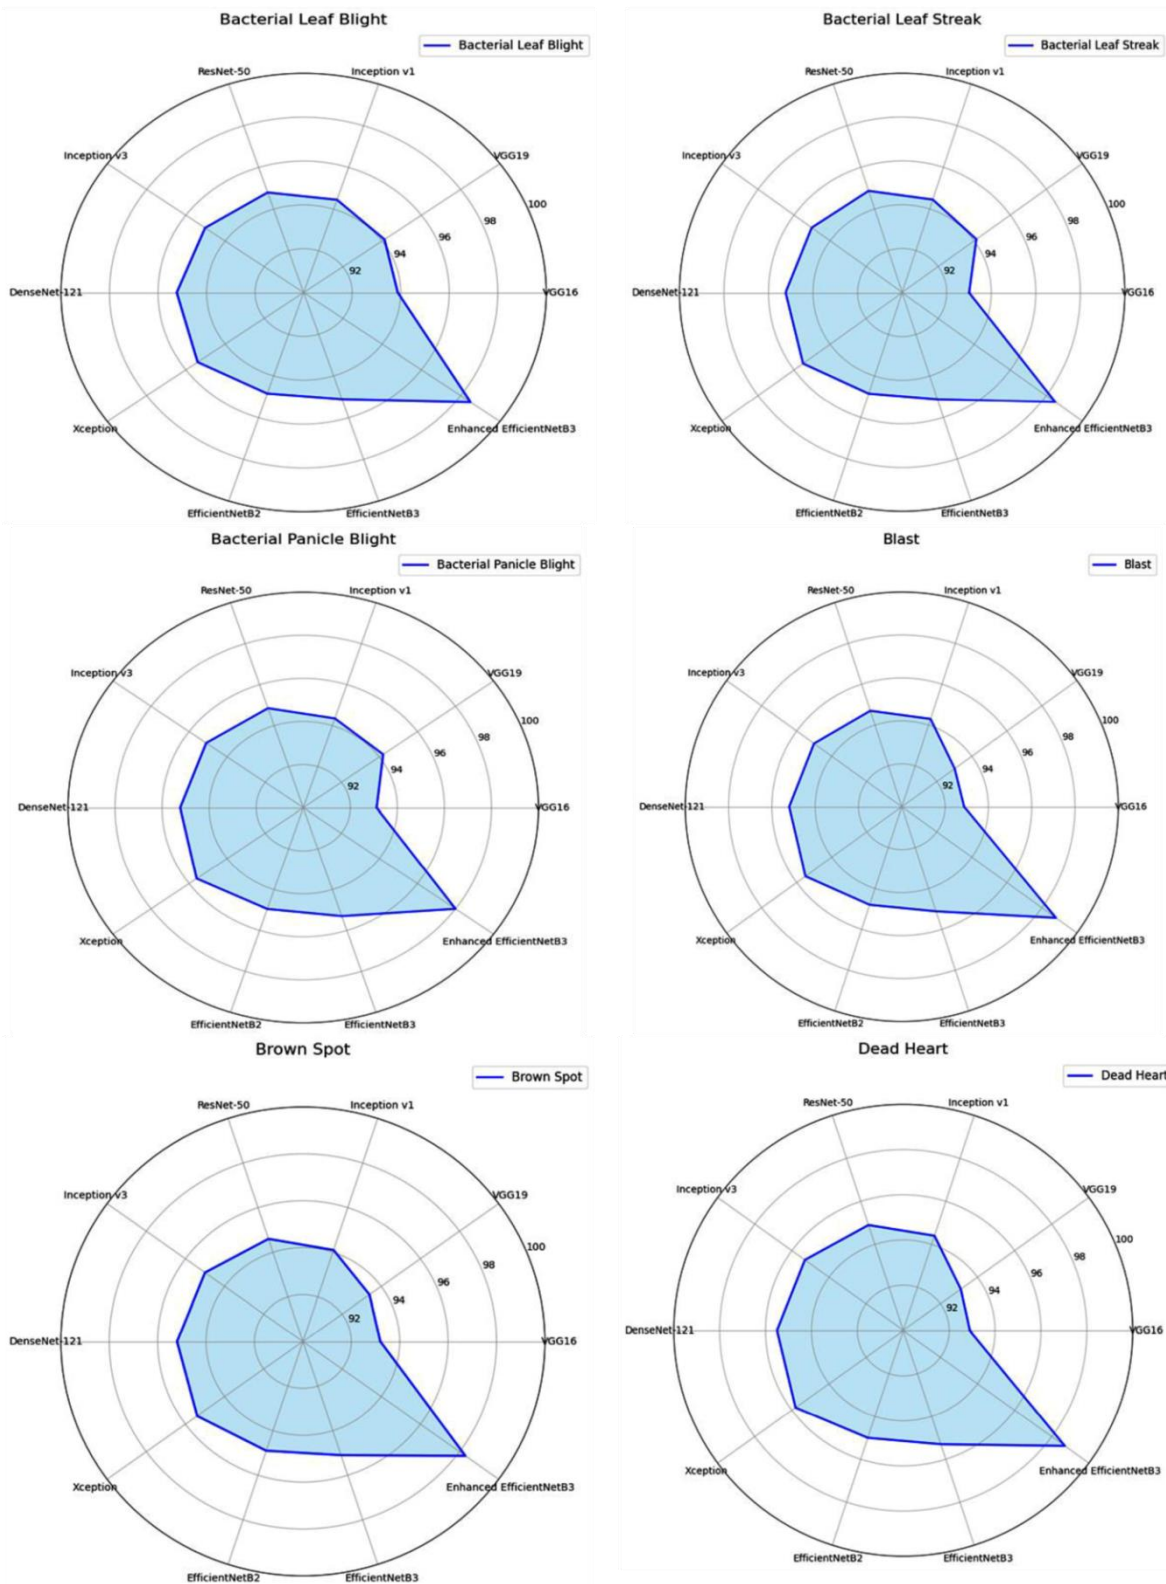 Bacterial Leaf Blight
Bacterial Leaf Blight
ResNet-50
Inception v1
Inception v3
VGG19
100
98
96
94
92
DenseNet-121
VGG16
Xception
Enhanced EfficientNetB3
EfficientNetB2
EfficientNetB3
Bacterial Leaf Streak
Bacterial Leaf Streak
ResNet-50
Inception v1
Inception v3
VGG19
100
98
96
94
92
DenseNet-121
VGG16
Xception
Enhanced EfficientNetB3
EfficientNetB2
EfficientNetB3
Bacterial Panicle Blight
Bacterial Panicle Blight
ResNet-50
Inception v1
Inception v3
VGG19
100
98
96
94
92
DenseNet-121
VGG16
Xception
Enhanced EfficientNetB3
EfficientNetB2
EfficientNetB3
Blast
Blast
ResNet-50
Inception v1
Inception v3
VGG19
100
98
96
94
92
DenseNet-121
VGG16
Xception
Enhanced EfficientNetB3
EfficientNetB2
EfficientNetB3
Brown Spot
Brown Spot
ResNet-50
Inception v1
Inception v3
VGG19
100
98
96
94
92
DenseNet-121
VGG16
Xception
Enhanced EfficientNetB3
EfficientNetB2
EfficientNetB3
Dead Heart
Dead Heart
ResNet-50
Inception v1
Inception v3
VGG19
100
98
96
94
92
DenseNet-121
VGG16
Xception
Enhanced EfficientNetB3
EfficientNetB2
EfficientNetB3